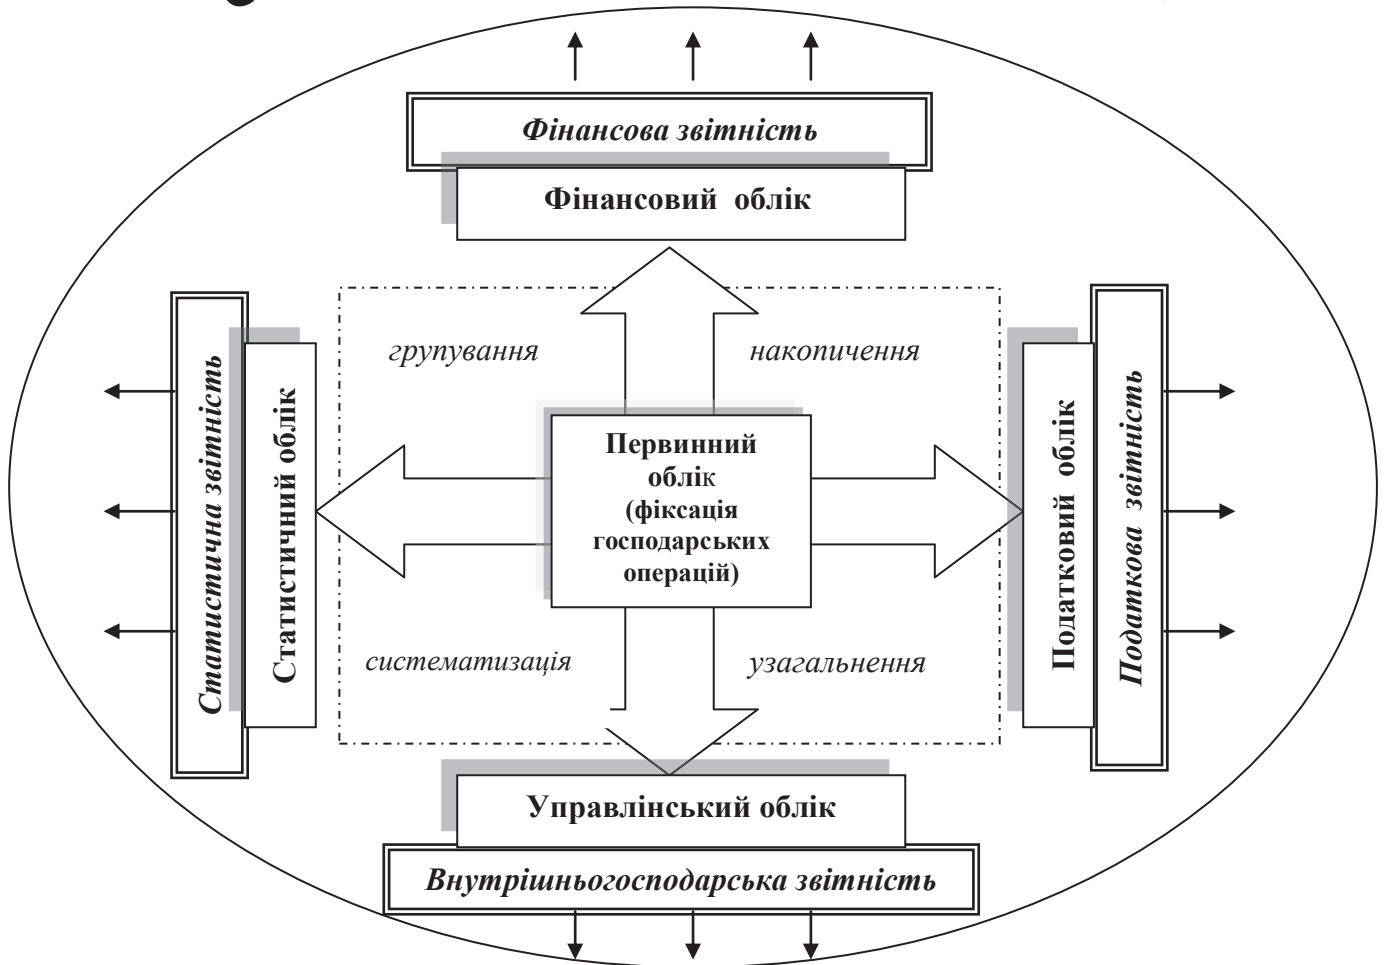 Фінансова звітність
Фінансовий облік
групування
накопичення
Статистична звітність
Статистичний облік
Первинний
облік
(фіксація
господарських
операцій)
Податковий облік
Податкова звітність
систематизація
узагальнення
Управлінський облік
Внутрішньогосподарська звітність